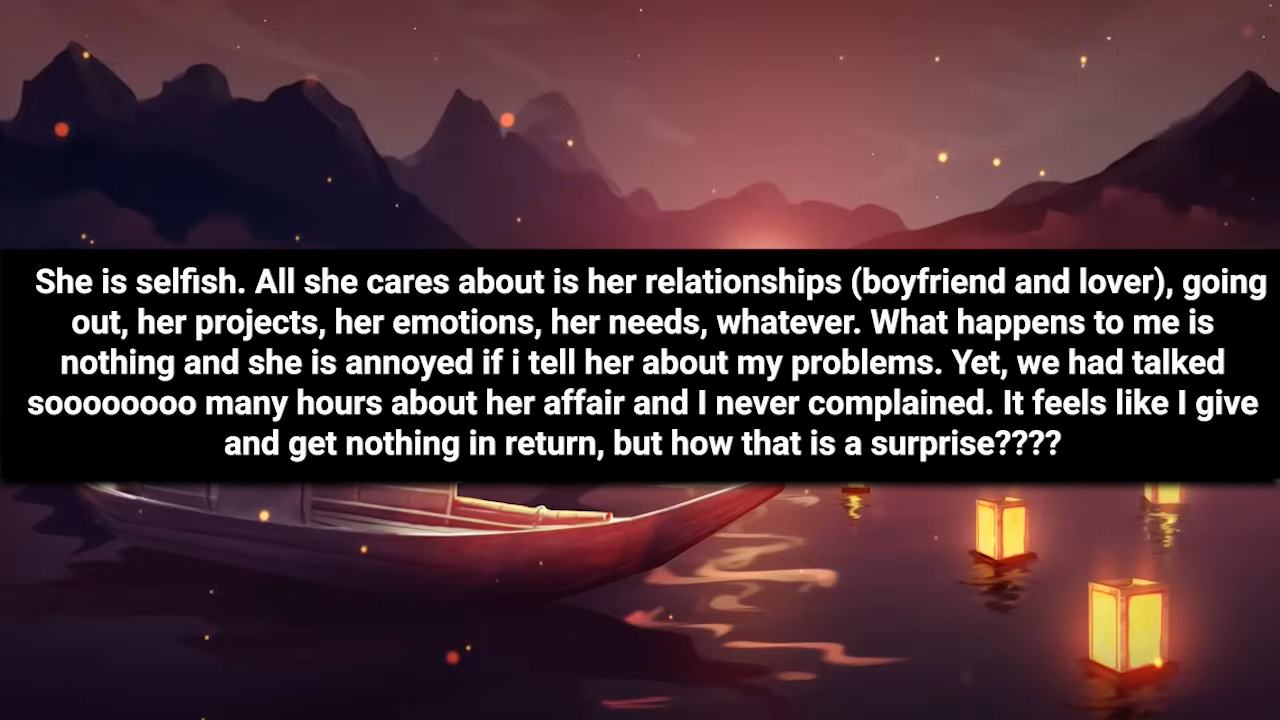 She is selfish. All she cares about is her relationships (boyfriend and lover), going
out, her projects, her emotions, her needs, whatever. What happens to me is
nothing and she is annoyed if i tell her about my problems. Yet, we had talked
soooooooo many hours about her affair and I never complained. It feels like I give
and get nothing in return, but how that is a surprise????